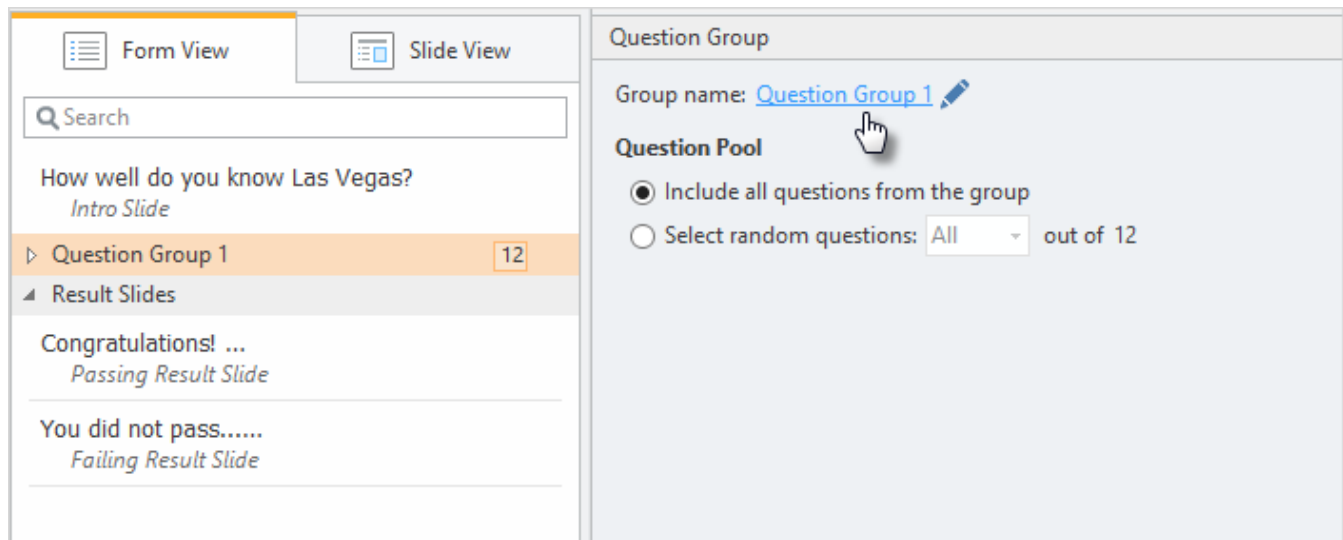 Form View
Slide View
Search
How well do you know Las Vegas?
Intro Slide
Question Group 1
12
Result Slides
Congratulations! ...
Passing Result Slide
You did not pass......
Failing Result Slide
Question Group
Group name: Question Group 1
Question Pool
Include all questions from the group
Select random questions: All out of 12